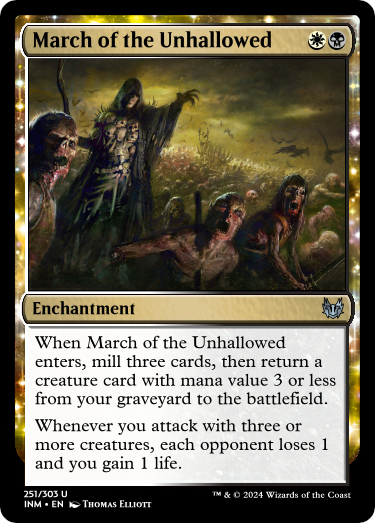 March of the Unhallowed
Enchantment
When March of the Unhallowed
enters, mill three cards, then return a
creature card with mana value 3 or less
from your graveyard to the battlefield.
Whenever you attack with three or
more creatures, each opponent loses 1
and you gain 1 life.
251/303 U
INM • EN Thomas Elliott
™ & © 2024 Wizards of the Coast